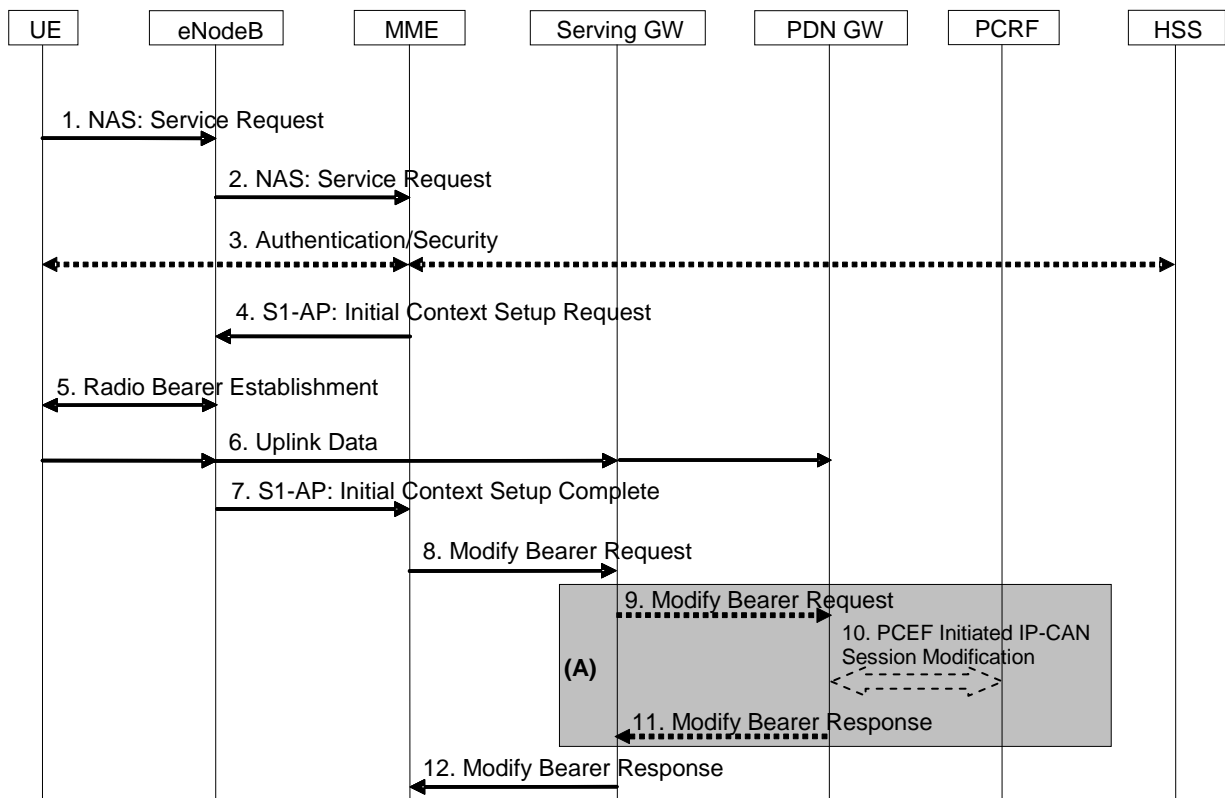 UE eNodeB MME Serving GW PDN GW PCRF HSS
1. NAS: Service Request
2. NAS: Service Request
3. Authentication/Security
4. S1-AP: Initial Context Setup Request
5. Radio Bearer Establishment
6. Uplink Data
7. S1-AP: Initial Context Setup Complete
8. Modify Bearer Request
9. Modify Bearer Request
10. PCEF Initiated IP-CAN
Session Modification
(A)
11. Modify Bearer Response
12. Modify Bearer Response